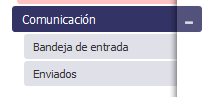 Comunicación
Bandeja de entrada
Enviados